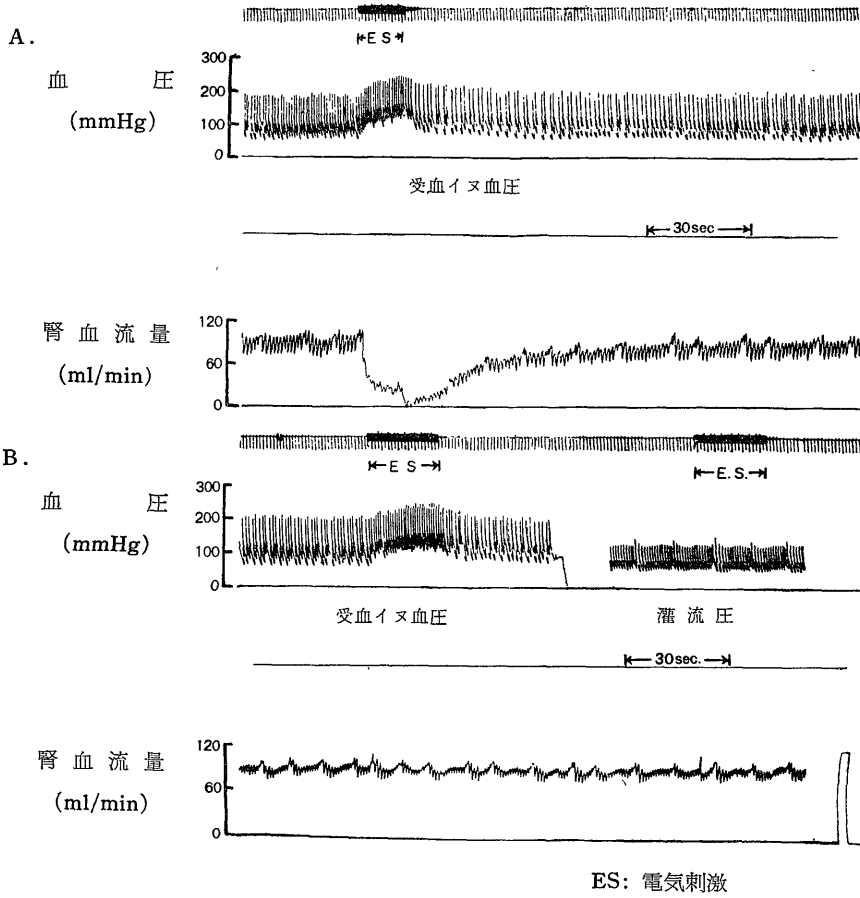 A.
ES
血圧
(mmHg)
300
200
100
0
受血イヌ血圧
30sec
腎血流量
(ml/min)
120
60
0
B.
E S
E. S.
血圧
(mmHg)
300
200
100
0
受血イヌ血圧
灌流圧
30sec.
腎血流量
(ml/min)
120
60
0
ES: 電気刺激